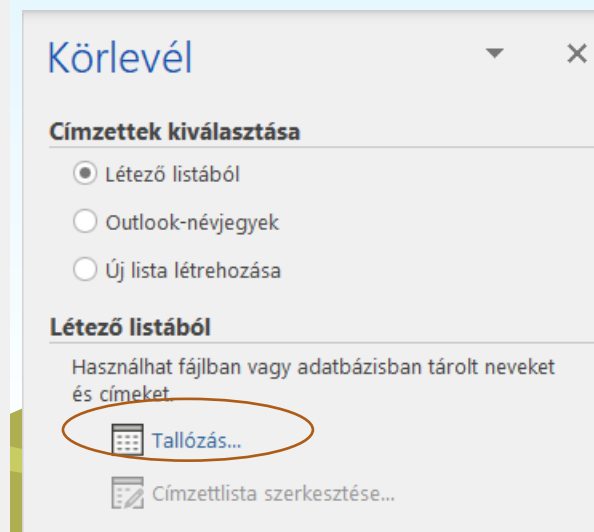 Körlevél
Címzettek kiválasztása
Létező listából
Outlook-névjegyek
Új lista létrehozása
Létező listából
Használhat fájlban vagy adatbázisban tárolt neveket
és címeket.
Tallózás...
Címzettlista szerkesztése...